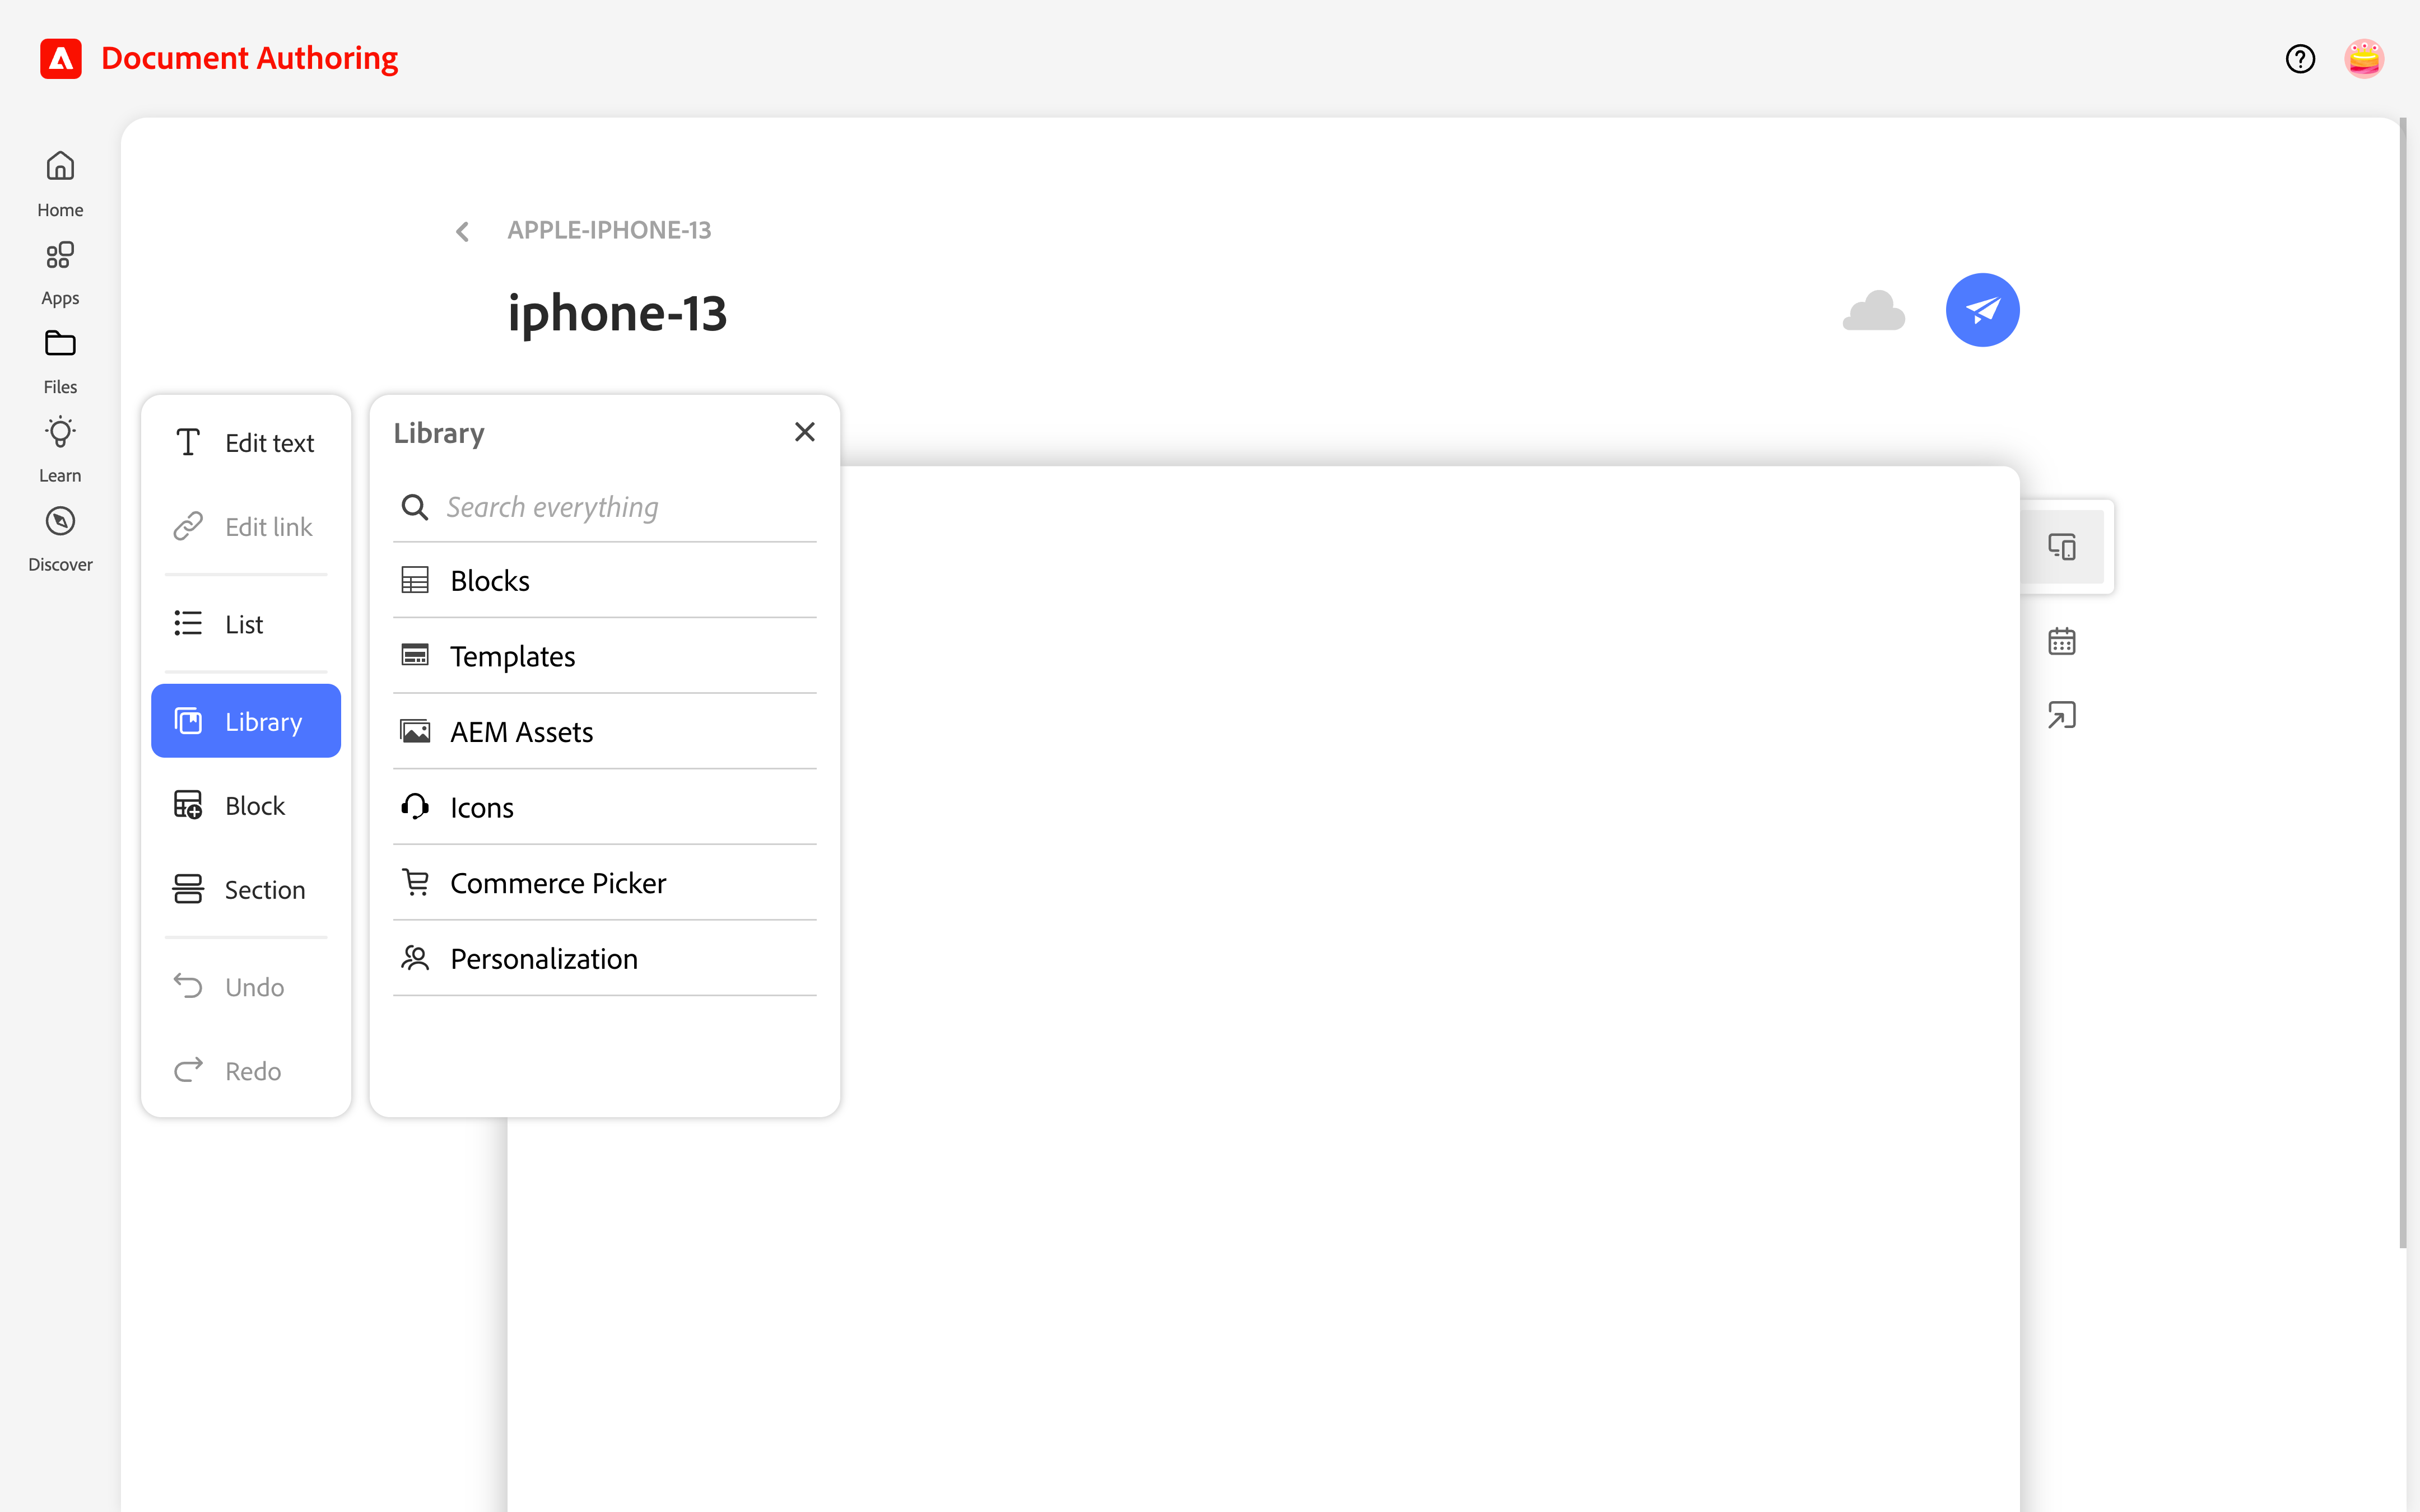 Document Authoring
Home
Apps
Files
Learn
Discover
APPLE-IPHONE-13
iphone-13
Edit text
Edit link
List
Library
Block
Section
Undo
Redo
Library
Search everything
Blocks
Templates
AEM Assets
Icons
Commerce Picker
Personalization